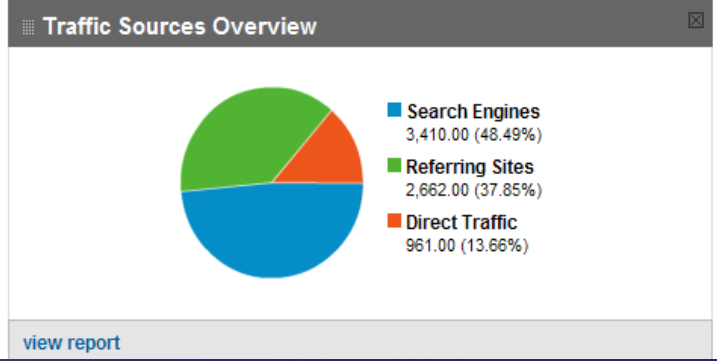 Traffic Sources Overview
Search Engines
3,410.00 (48.49%)
Referring Sites
2,662.00 (37.85%)
Direct Traffic
961.00 (13.66%)
view report